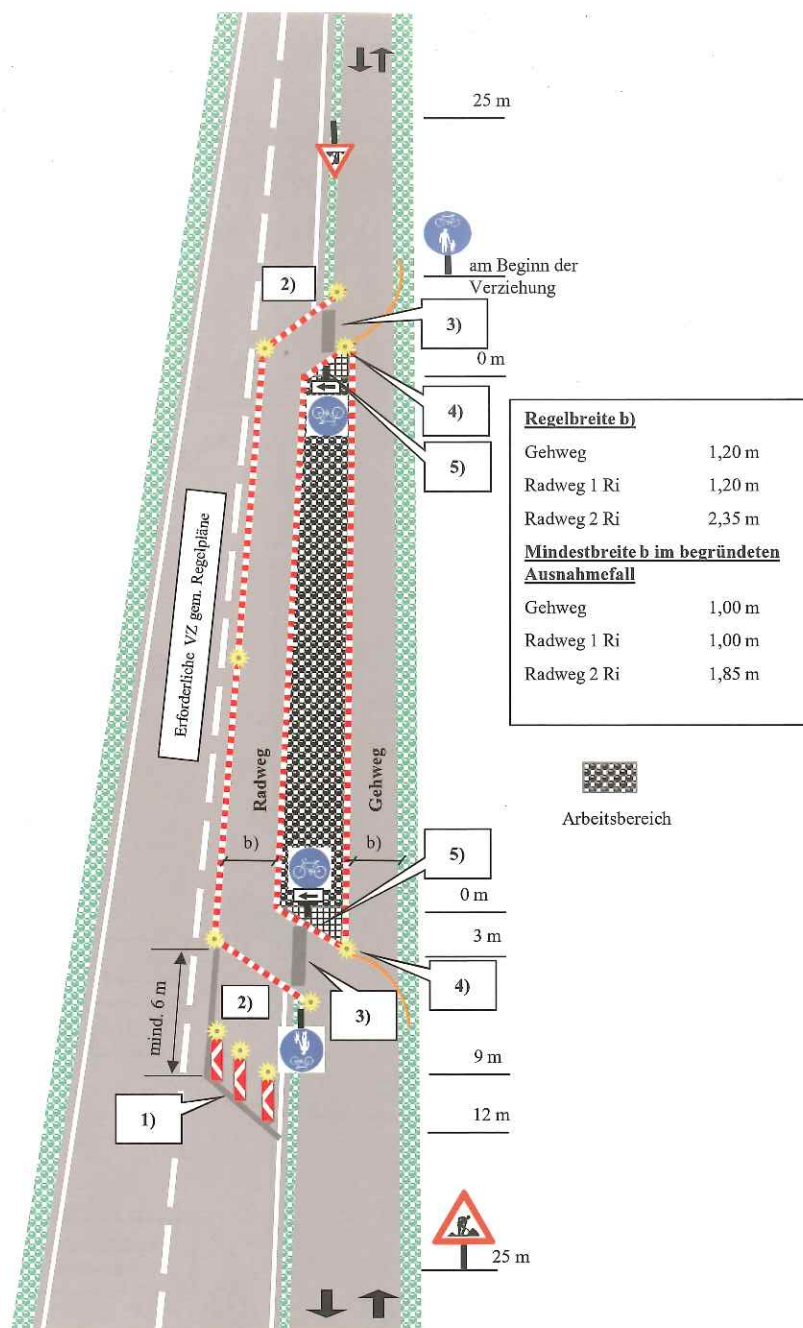 25 m
am Beginn der
Verziehung
2)
3)
0 m
4)
5)
Regelbreite b)
Gehweg 1,20 m
Radweg 1 Ri 1,20 m
Radweg 2 Ri 2,35 m
Mindestbreite b im begründeten
Ausnahmefall
Gehweg 1,00 m
Radweg 1 Ri 1,00 m
Radweg 2 Ri 1,85 m
Erforderliche VZ gem. Regelpläne
Radweg
Gehweg
Arbeitsbereich
b)
b)
5)
0 m
3 m
4)
mind. 6 m
2)
3)
9 m
1)
12 m
25 m